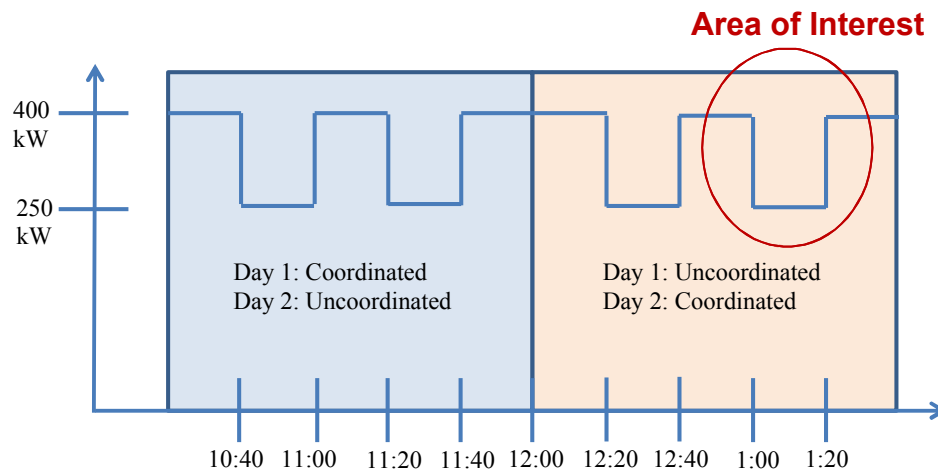 Area of Interest
400
kW
250
kW
Day 1: Coordinated
Day 2: Uncoordinated
Day 1: Uncoordinated
Day 2: Coordinated
10:40 11:00 11:20 11:40 12:00 12:20 12:40 1:00 1:20